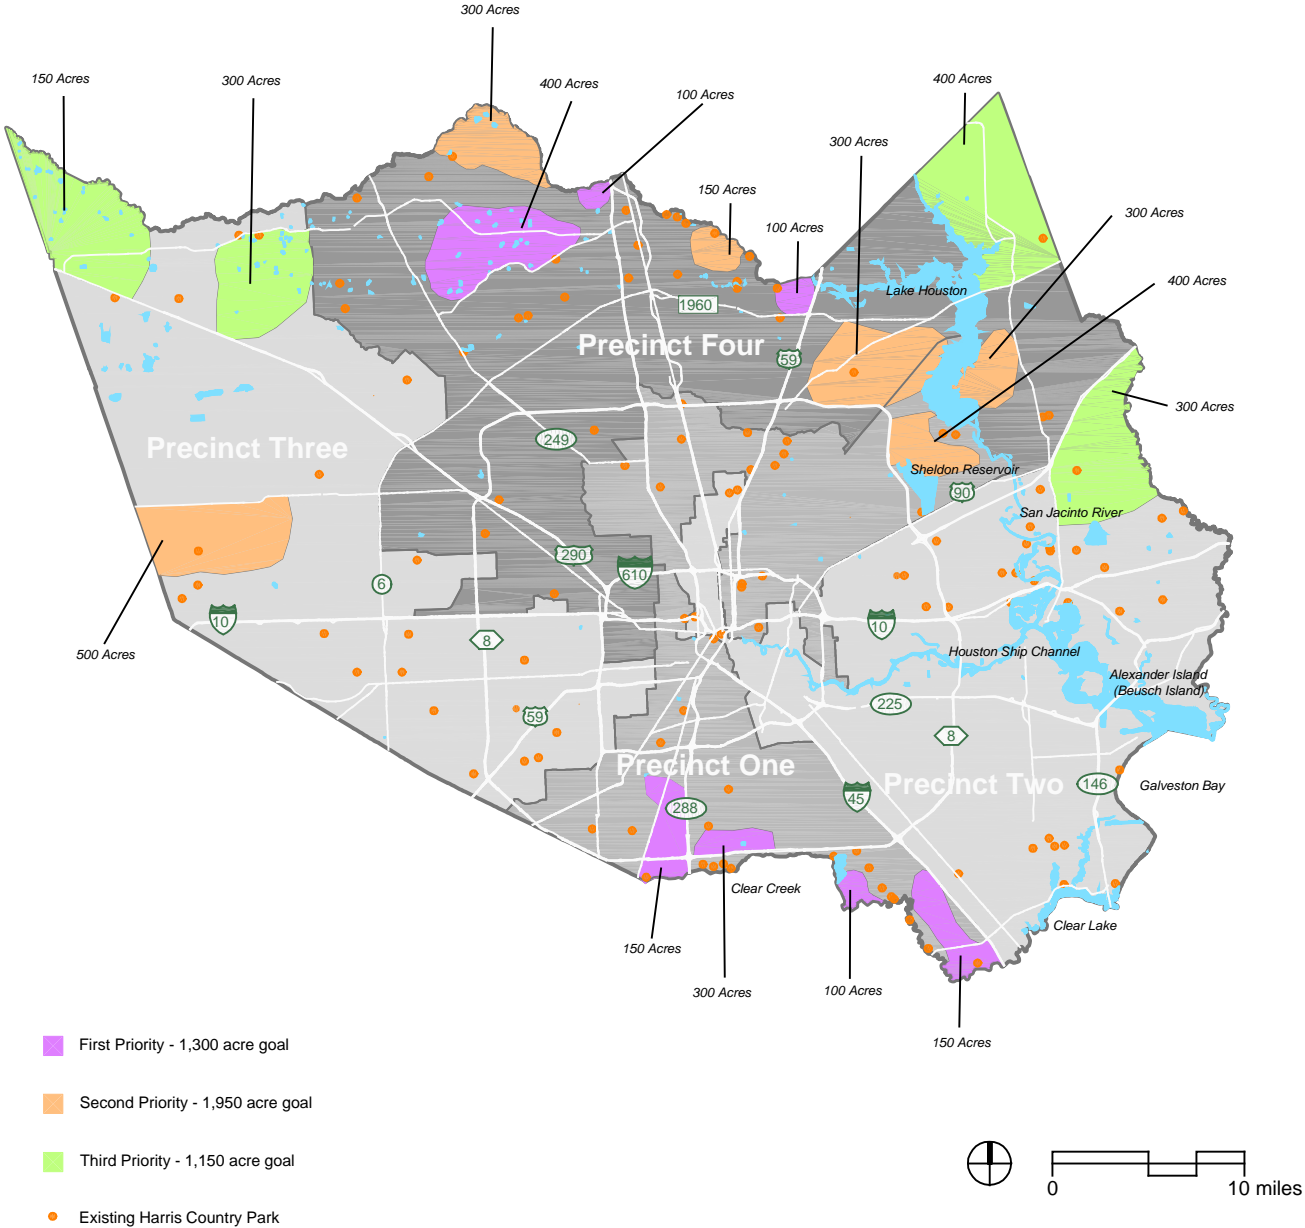 300 Acres
150 Acres
300 Acres
400 Acres
100 Acres
400 Acres
300 Acres
150 Acres
100 Acres
300 Acres
400 Acres
Lake Houston
1960
Precinct Four
59
300 Acres
Precinct Three
249
Sheldon Reservoir
90
San Jacinto River
290
610
6
10
10
8
500 Acres
Houston Ship Channel
Alexander Island
(Beusch Island)
225
59
8
Precinct One
Precinct Two
146
Galveston Bay
45
288
Clear Creek
Clear Lake
150 Acres
300 Acres
100 Acres
150 Acres
First Priority - 1,300 acre goal
Second Priority - 1,950 acre goal
Third Priority - 1,150 acre goal
Existing Harris Country Park
0
10 miles